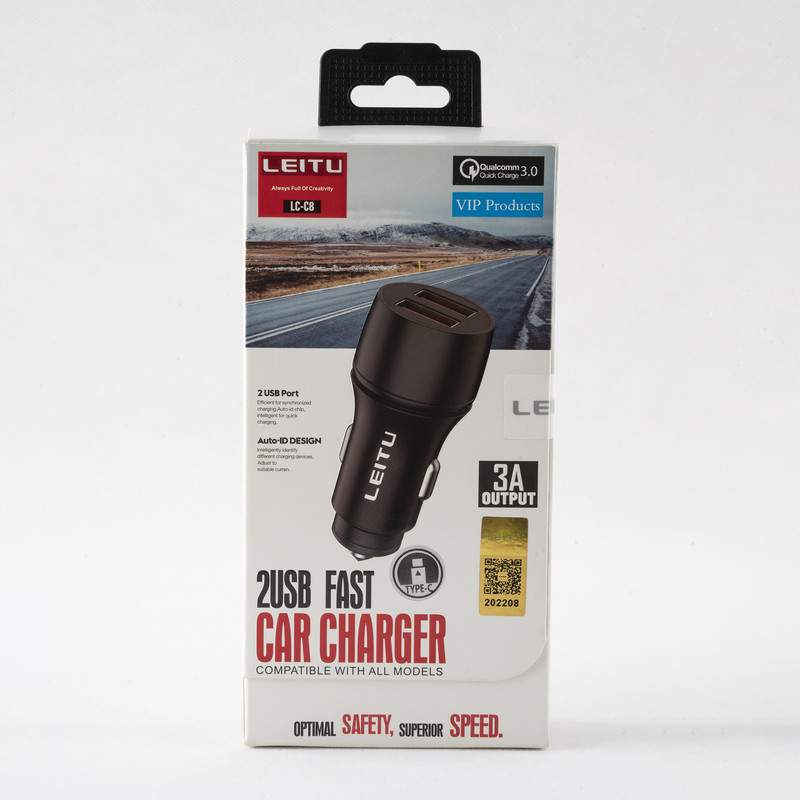 LEITU
Always Full Of Creativity
LC-C8
Qualcomm
Quick Charge 3.0
VIP Products
2 USB Port
Efficient for synchronized
charging.Auto-id ship,
intelligent for quick
charging.
Auto-ID DESIGN
Intelligently identify
different charging devices.
Adjust to
suitable curren.
LEITU
LE
3A
OUTPUT
TYPE-C
202208
2USB FAST
CAR CHARGER
COMPATIBLE WITH ALL MODELS
OPTIMAL SAFETY, SUPERIOR SPEED.